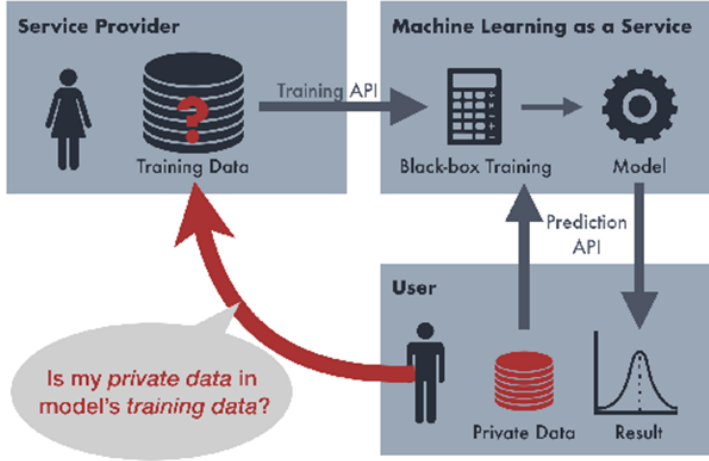 Service Provider
Machine Learning as a Service
?
Training API
Training Data
Black-box Training
Model
Prediction
API
User
Is my private data in
model's training data?
Private Data
Result